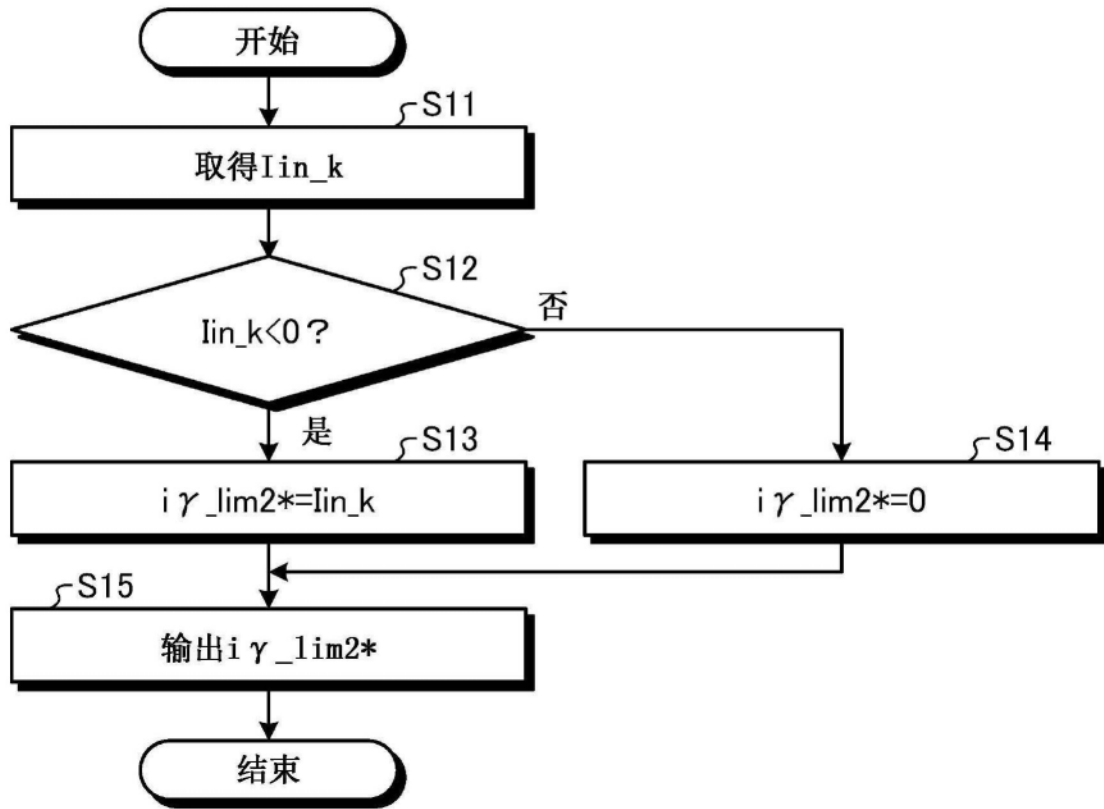 开始
S11
取得Iin_k
S12
Iin_k<0？
否
是
S13
iγ_lim2*=Iin_k
S14
iγ_lim2*=0
S15
输出iγ_lim2*
结束